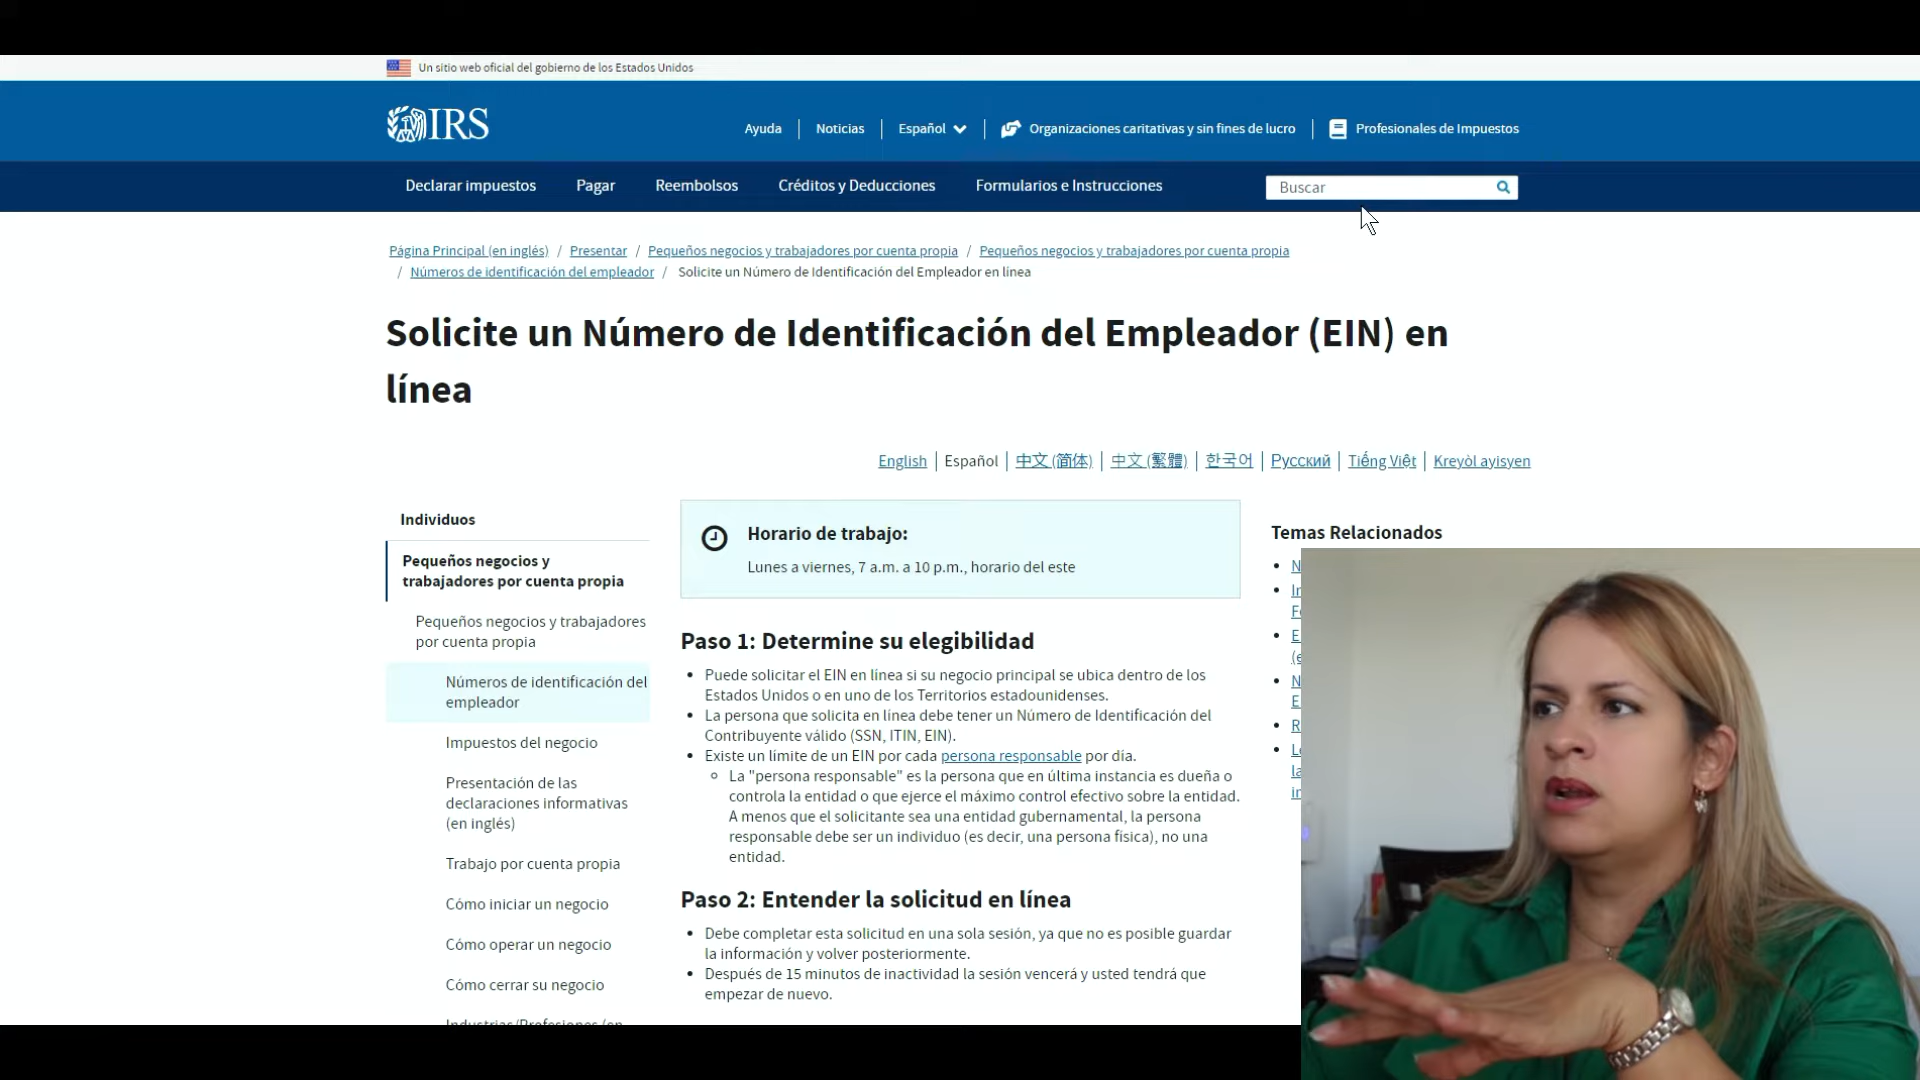 Un sitio web oficial del gobierno de los Estados Unidos
IRS
Ayuda
Noticias
Español
Organizaciones caritativas y sin fines de lucro
Profesionales de Impuestos
Declarar impuestos
Pagar
Reembolsos
Créditos y Deducciones
Formularios e Instrucciones
Buscar
Página Principal (en inglés) / Presentar / Pequeños negocios y trabajadores por cuenta propia / Pequeños negocios y trabajadores por cuenta propia
/ Números de identificación del empleador / Solicite un Número de Identificación del Empleador en línea
Solicite un Número de Identificación del Empleador (EIN) en
línea
English | Español | 中文 (简体) | 中文 (繁體) | 한국어 | Русский | Tiếng Việt | Kreyòl ayisyen
Individuos
Pequeños negocios y
trabajadores por cuenta propia
Pequeños negocios y trabajadores
por cuenta propia
Números de identificación del
empleador
Impuestos del negocio
Presentación de las
declaraciones informativas
(en inglés)
Trabajo por cuenta propia
Cómo iniciar un negocio
Cómo operar un negocio
Cómo cerrar su negocio
Horario de trabajo:
Lunes a viernes, 7 a.m. a 10 p.m., horario del este
Paso 1: Determine su elegibilidad
Puede solicitar el EIN en línea si su negocio principal se ubica dentro de los
Estados Unidos o en uno de los Territorios estadounidenses.
La persona que solicita en línea debe tener un Número de Identificación del
Contribuyente válido (SSN, ITIN, EIN).
Existe un límite de un EIN por cada persona responsable por día.
La "persona responsable" es la persona que en última instancia es dueña o
controla la entidad o que ejerce el máximo control efectivo sobre la entidad.
A menos que el solicitante sea una entidad gubernamental, la persona
responsable debe ser un individuo (es decir, una persona física), no una
entidad.
Paso 2: Entender la solicitud en línea
Debe completar esta solicitud en una sola sesión, ya que no es posible guardar
la información y volver posteriormente.
Después de 15 minutos de inactividad la sesión vencerá y usted tendrá que
empezar de nuevo.
Temas Relacionados